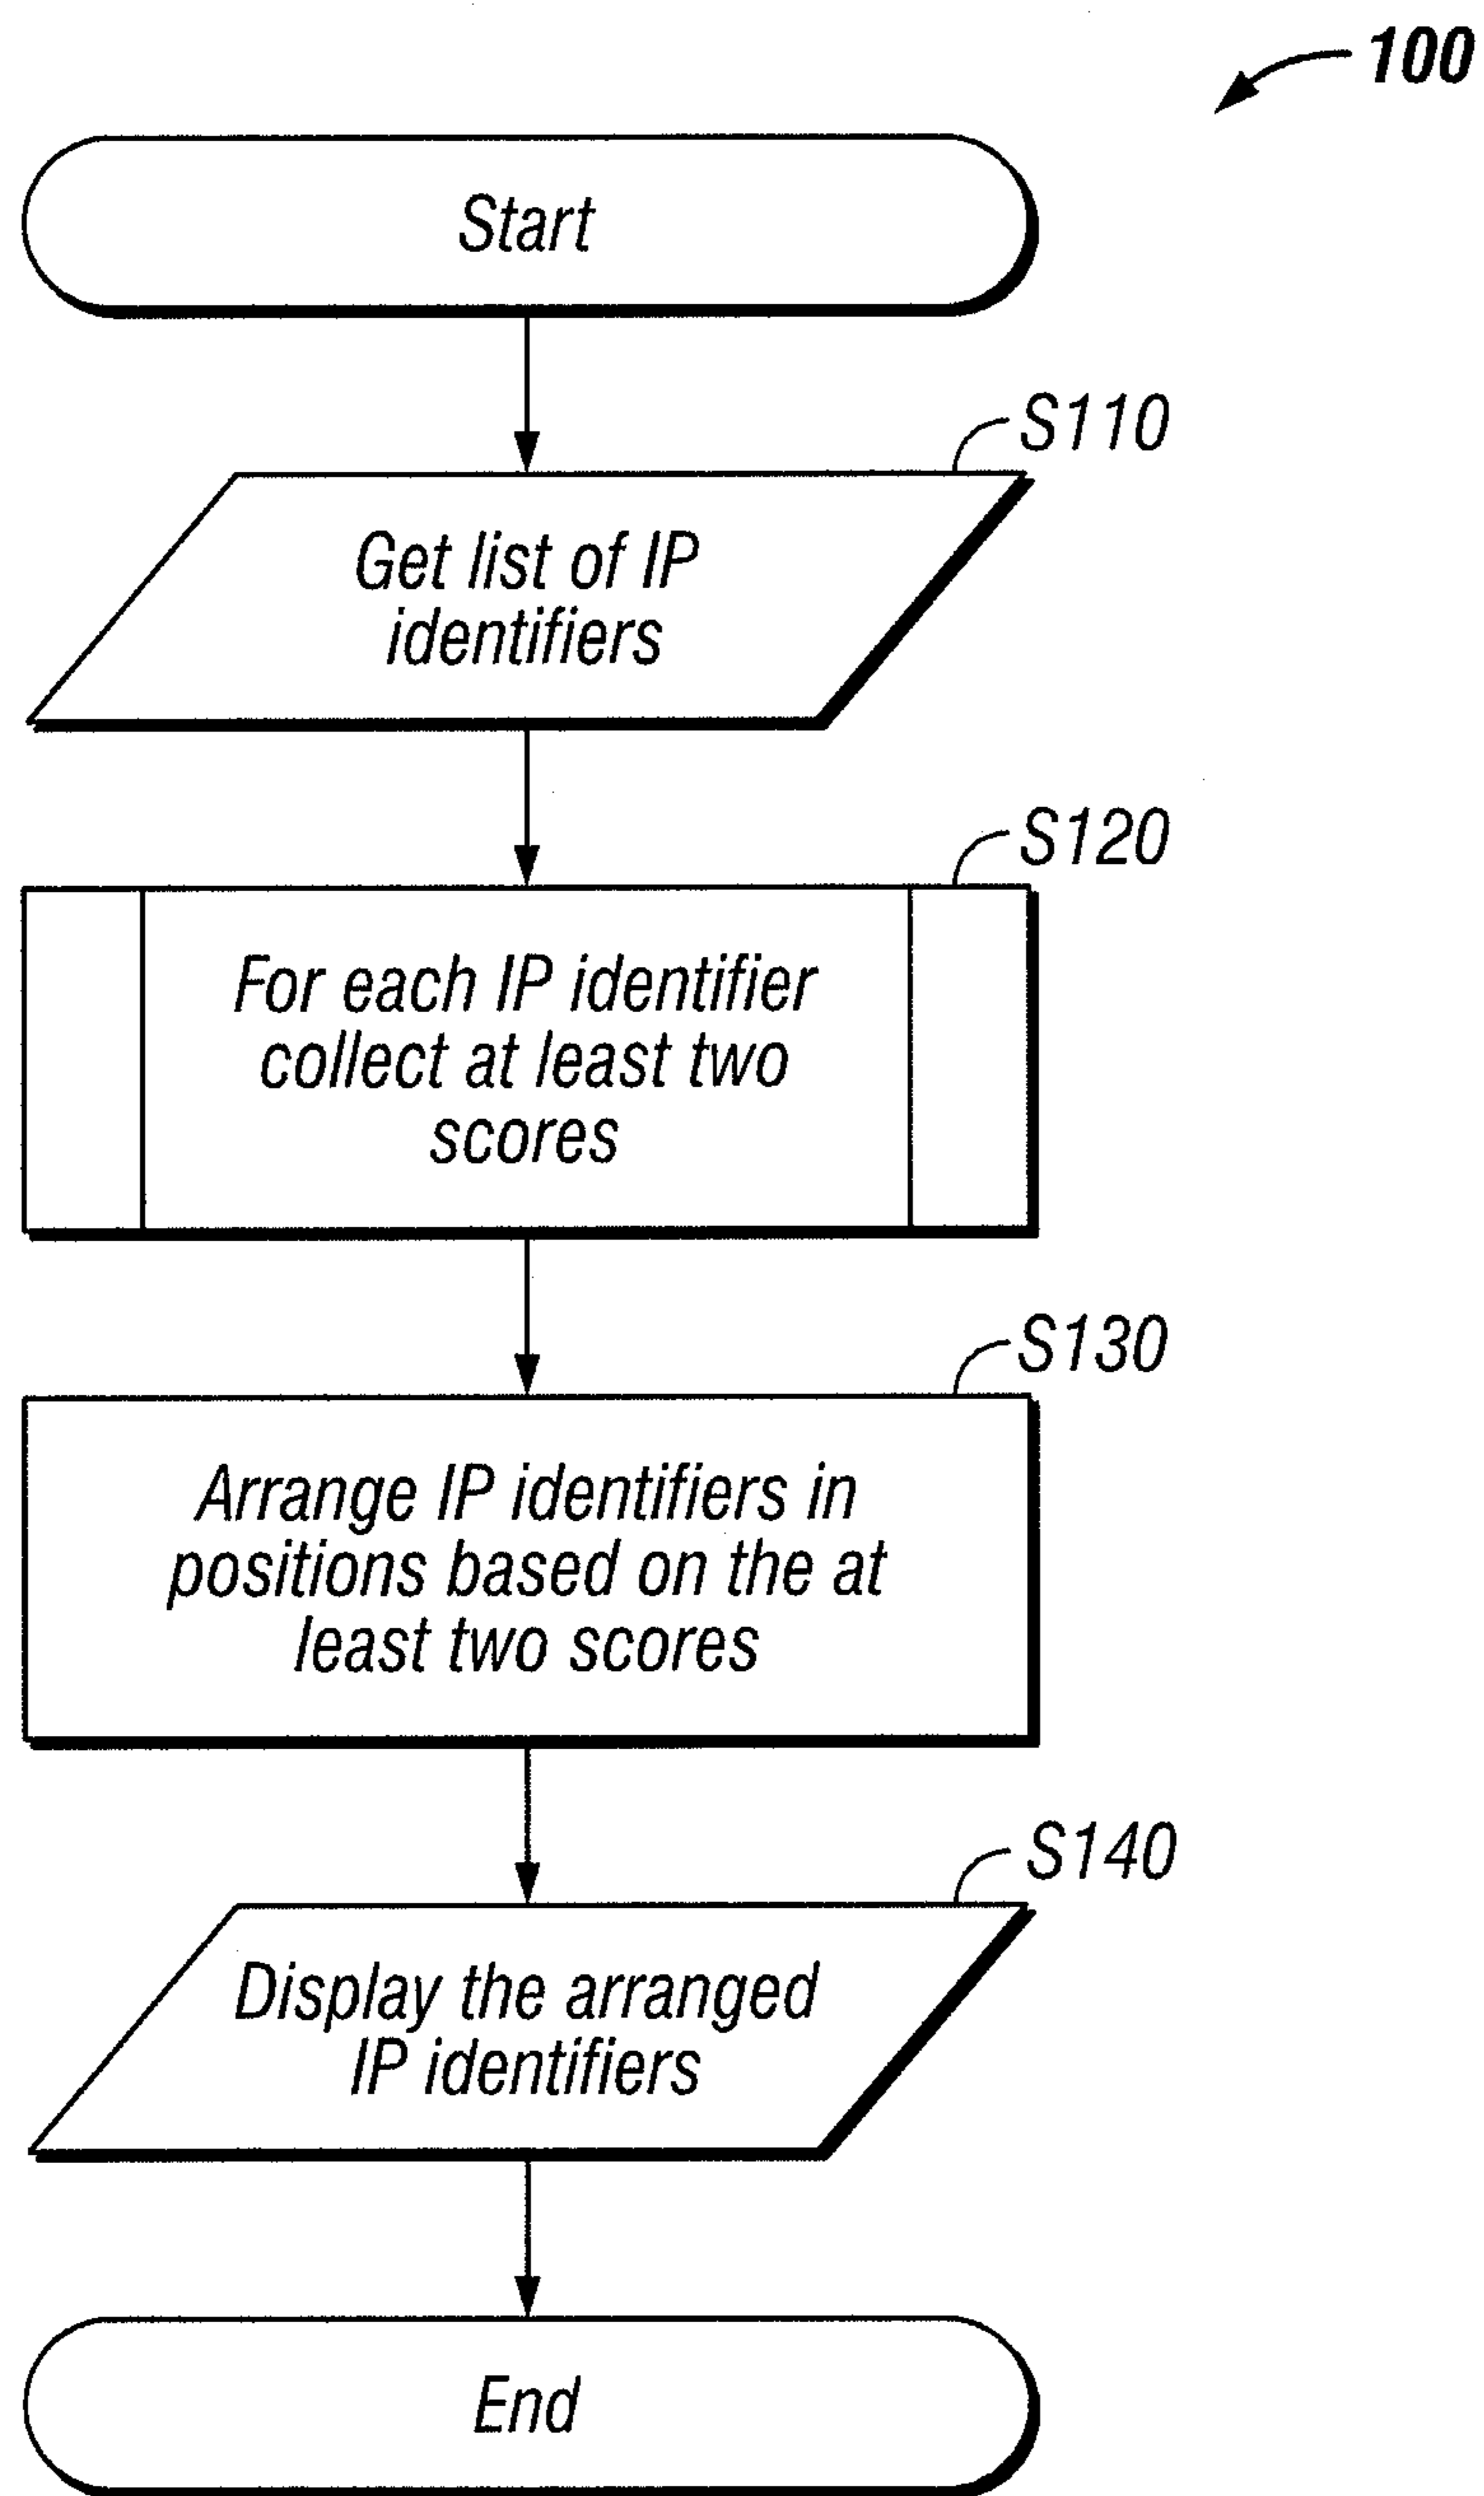 100
Start
S110
Get list of IP
identifiers
S120
For each IP identifier
collect at least two
scores
S130
Arrange IP identifiers in
positions based on the at
least two scores
S140
Display the arranged
IP identifiers
End